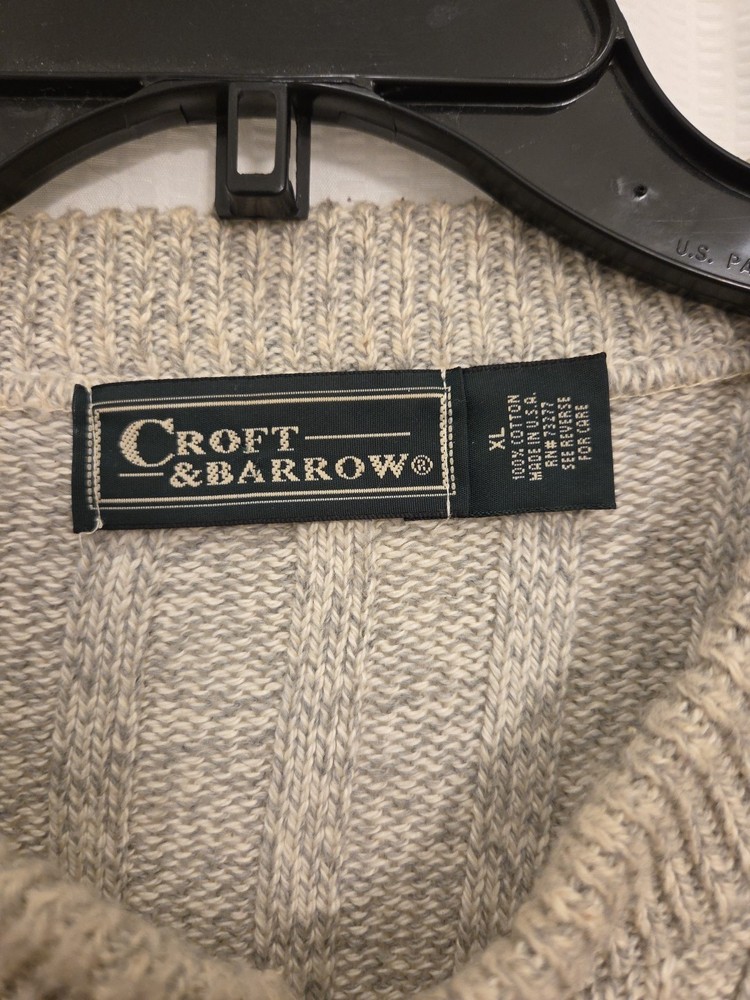 U.S. PA
CROFT
&BARROW®
XL
100% COTTON
MADE IN U.S.A.
RN# 73277
SEE REVERSE
FOR CARE